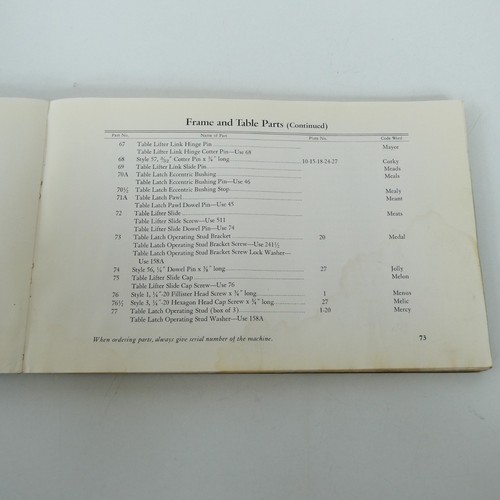 Frame and Table Parts (Continued)
Part No. Name of Part Plate No. Code Word
67 Table Lifter Link Hinge Pin Mayor
Table Lifter Link Hinge Cotter Pin—Use 68
68 Style 57, 3/32" Cotter Pin x ¾" long 10-15-18-24-27 Corky
69 Table Lifter Link Slide Pin Meads
70A Table Latch Eccentric Bushing Meals
Table Latch Eccentric Bushing Pin—Use 46
70½ Table Latch Eccentric Bushing Stop Mealy
71A Table Latch Pawl Meant
Table Latch Pawl Dowel Pin—Use 45
72 Table Lifter Slide Meats
Table Lifter Slide Screw—Use 511
Table Lifter Slide Dowel Pin—Use 74
73 Table Latch Operating Stud Bracket 20 Medal
Table Latch Operating Stud Bracket Screw—Use 241½
Table Latch Operating Stud Bracket Screw Lock Washer—
Use 158A
74 Style 56, ¼" Dowel Pin x ¾" long 27 Jolly
75 Table Lifter Slide Cap Melon
Table Lifter Slide Cap Screw—Use 76
76 Style 1, ¼"-20 Fillister Head Screw x ¾" long 1 Menus
76½ Style 3, ¼"-20 Hexagon Head Cap Screw x ¾" long 27 Melic
77 Table Latch Operating Stud (box of 3) 1-20 Mercy
Table Latch Operating Stud Washer—Use 158A
When ordering parts, always give serial number of the machine. 73